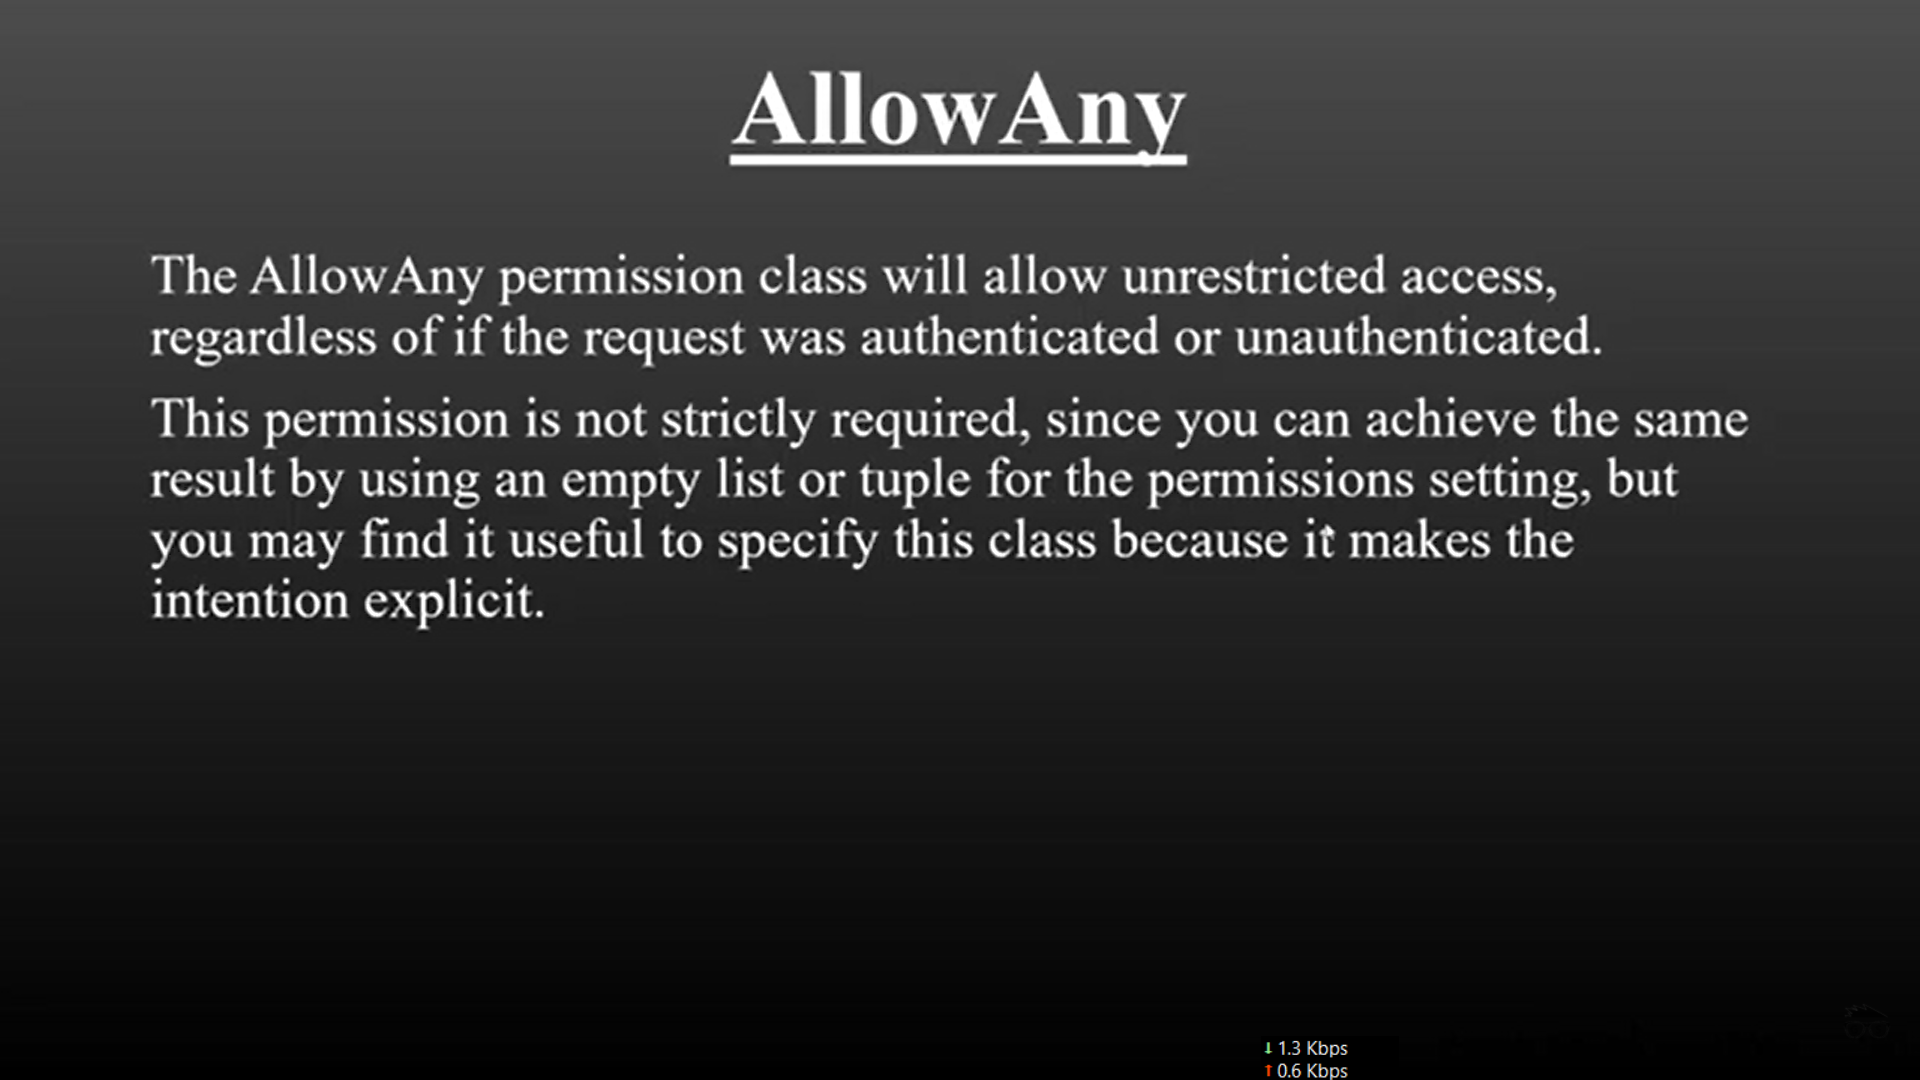 AllowAny
The AllowAny permission class will allow unrestricted access,
regardless of if the request was authenticated or unauthenticated.
This permission is not strictly required, since you can achieve the same
result by using an empty list or tuple for the permissions setting, but
you may find it useful to specify this class because it makes the
intention explicit.
↓ 1.3 Kbps
↑ 0.6 Kbps